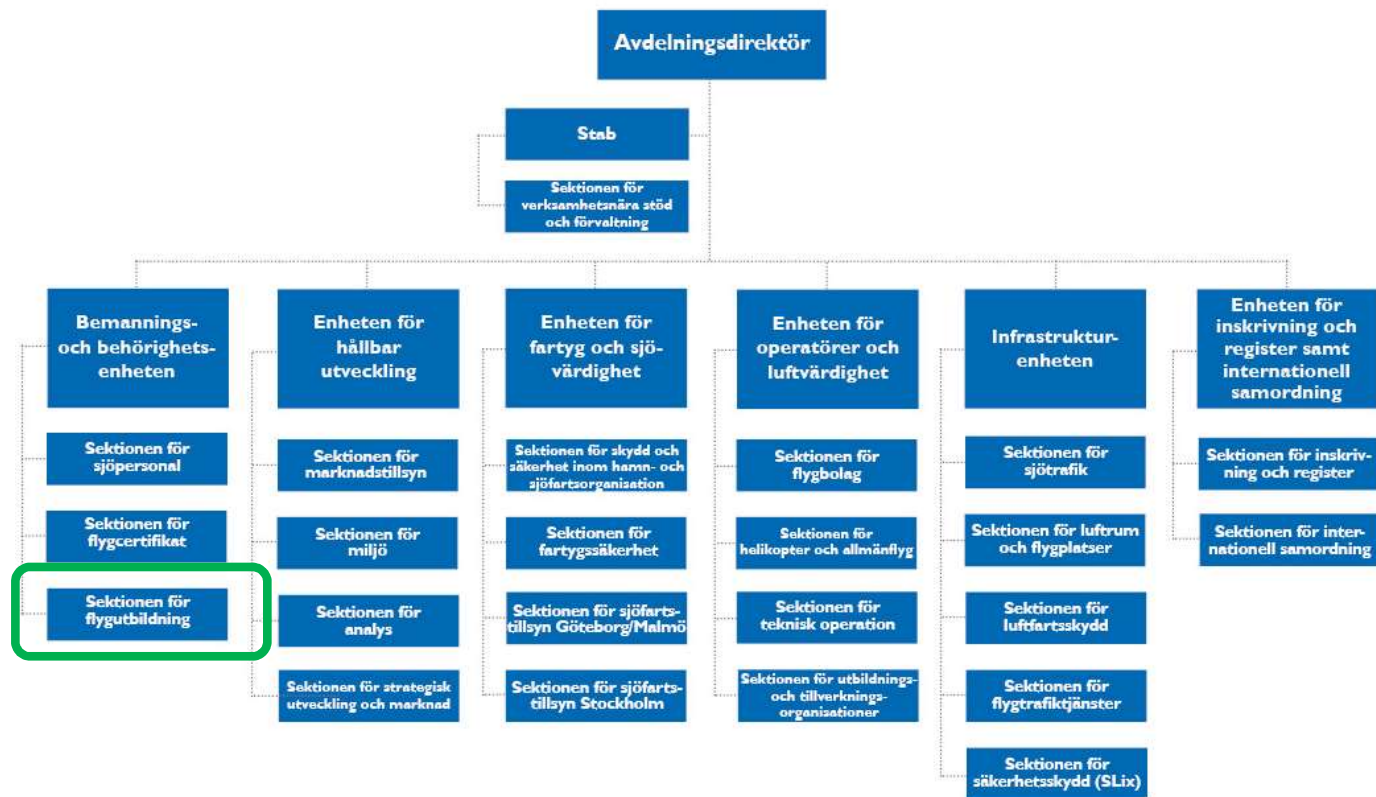 Avdelningsdirektör
Stab
Sektionen för
verksamhetsnära stöd
och förvaltning
Bemannings-
och behörighets-
enheten
Sektionen för
sjöpersonal
Sektionen för
flygcertifikat
Sektionen för
flygutbildning
Enheten för
hållbar
utveckling
Sektionen för
marknadstillsyn
Sektionen för
miljö
Sektionen för
analys
Sektionen för strategisk
utveckling och marknad
Enheten för
fartyg och sjö-
värdighet
Sektionen för skydd och
säkerhet inom hamn- och
sjöfartsorganisation
Sektionen för
fartygssäkerhet
Sektionen för sjöfarts-
tillsyn Göteborg/Malmö
Sektionen för sjöfarts-
tillsyn Stockholm
Enheten för
operatörer och
luftvärdighet
Sektionen för
flygbolag
Sektionen för
helikopter och allmänflyg
Sektionen för
teknisk operation
Sektionen för utbildnings-
och tillverknings-
organisationer
Infrastruktur-
enheten
Sektionen för
sjötrafik
Sektionen för luftrum
och flygplatser
Sektionen för
luftfartsskydd
Sektionen för
flygtrafiktjänster
Sektionen för
säkerhetsskydd (SLix)
Enheten för
inskrivning och
register samt
internationell
samordning
Sektionen för inskriv-
ning och register
Sektionen för inter-
nationell samordning